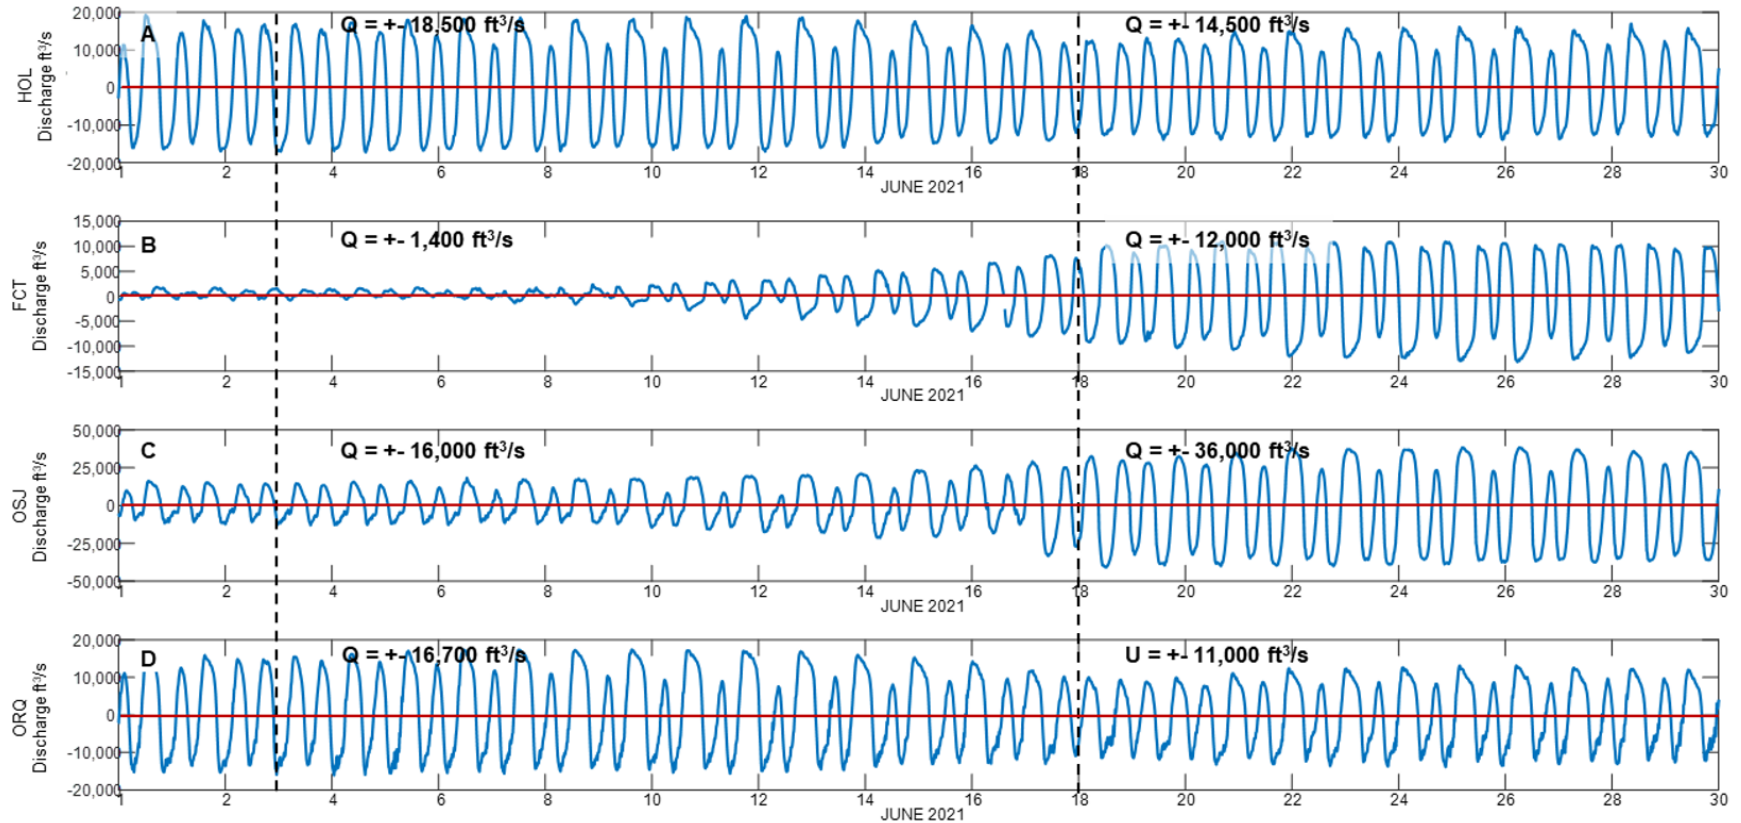 20,000
A
Q = +- 18,500 ft³/s
Q = +- 14,500 ft³/s
10,000
0
-10,000
-20,000
HOL
Discharge ft³/s
1 2 4 6 8 10 12 14 16 18 20 22 24 26 28 30
JUNE 2021
15,000
B
Q = +- 1,400 ft³/s
Q = +- 12,000 ft³/s
10,000
5,000
0
-5,000
-10,000
-15,000
FCT
Discharge ft³/s
1 2 4 6 8 10 12 14 16 18 20 22 24 26 28 30
JUNE 2021
50,000
C
Q = +- 16,000 ft³/s
Q = +- 36,000 ft³/s
25,000
0
-25,000
-50,000
OSJ
Discharge ft³/s
1 2 4 6 8 10 12 14 16 18 20 22 24 26 28 30
JUNE 2021
20,000
D
Q = +- 16,700 ft³/s
U = +- 11,000 ft³/s
10,000
0
-10,000
-20,000
ORQ
Discharge ft³/s
1 2 4 6 8 10 12 14 16 18 20 22 24 26 28 30
JUNE 2021